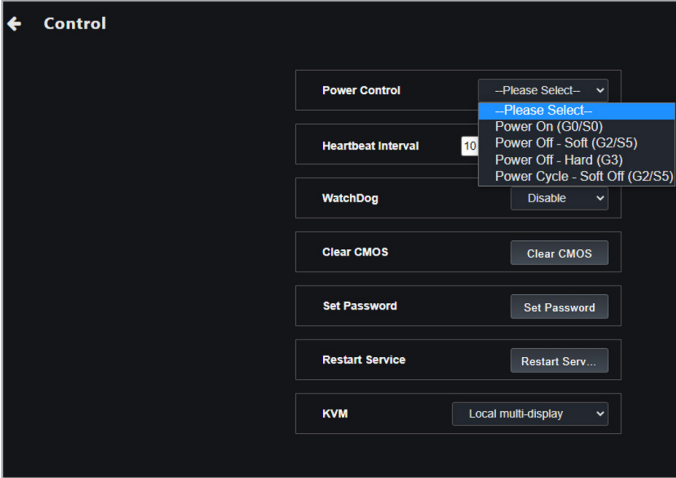 Control
Power Control
--Please Select--
--Please Select--
Power On (G0/S0)
Power Off - Soft (G2/S5)
Power Off - Hard (G3)
Power Cycle - Soft Off (G2/S5)
Heartbeat Interval
10
WatchDog
Disable
Clear CMOS
Clear CMOS
Set Password
Set Password
Restart Service
Restart Serv...
KVM
Local multi-display